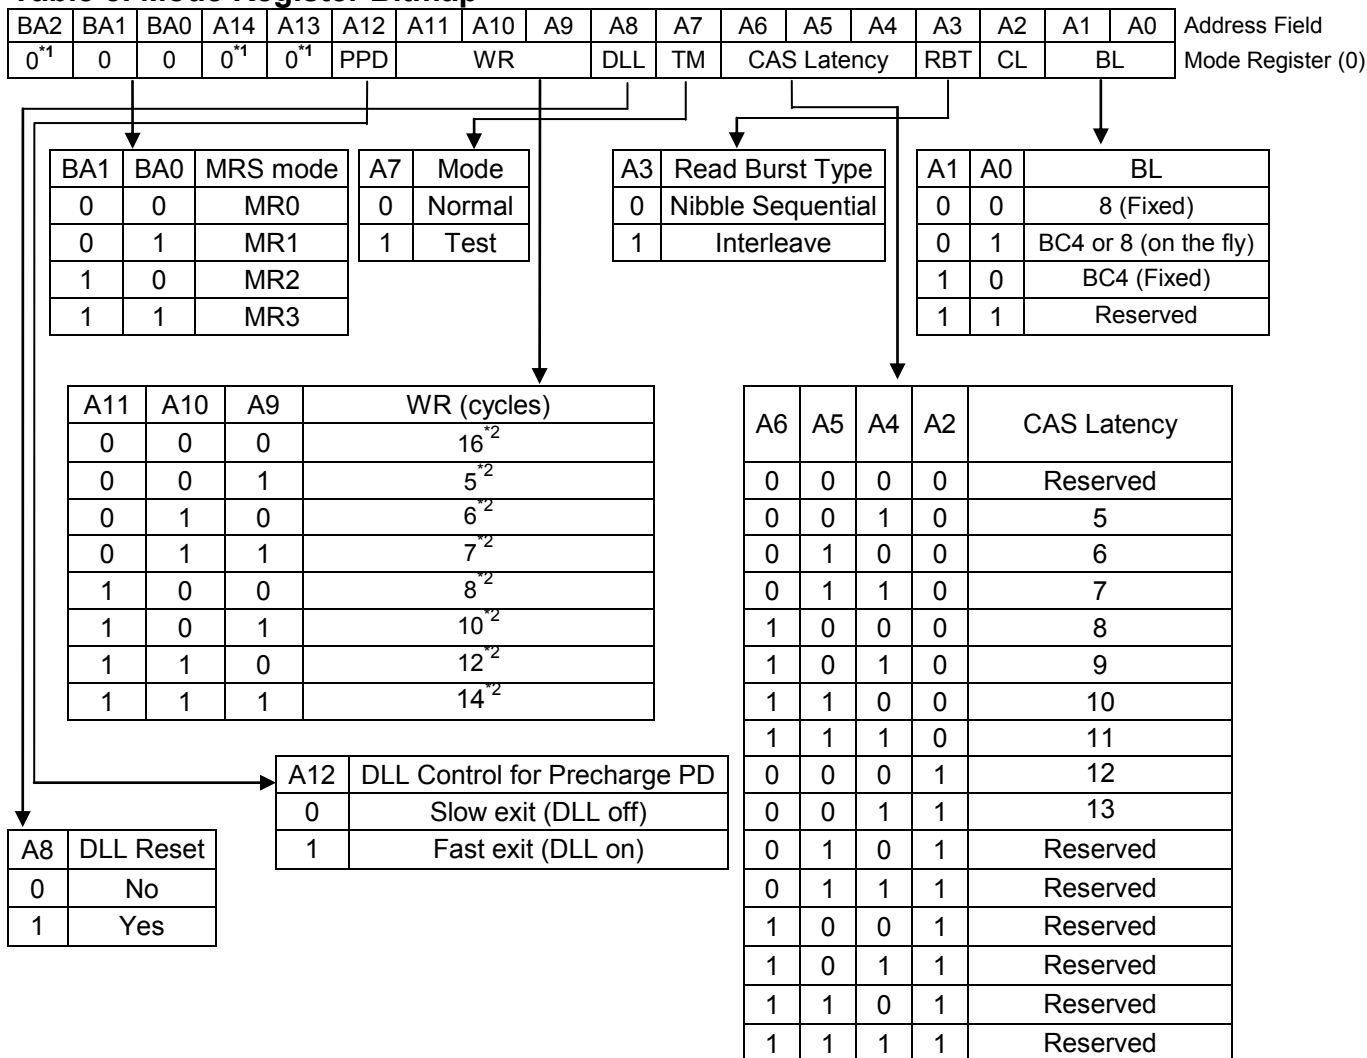 Table 6. Mode Register Bitmap
BA2 BA1 BA0 A14 A13 A12 A11 A10 A9 A8 A7 A6 A5 A4 A3 A2 A1 A0 Address Field
0*1 0 0 0*1 0*1 PPD WR DLL TM CAS Latency RBT CL BL Mode Register (0)
BA1 BA0 MRS mode
0 0 MR0
0 1 MR1
1 0 MR2
1 1 MR3
A7 Mode
0 Normal
1 Test
A3 Read Burst Type
0 Nibble Sequential
1 Interleave
A1 A0 BL
0 0 8 (Fixed)
0 1 BC4 or 8 (on the fly)
1 0 BC4 (Fixed)
1 1 Reserved
A11 A10 A9 WR (cycles)
0 0 0 16*2
0 0 1 5*2
0 1 0 6*2
0 1 1 7*2
1 0 0 8*2
1 0 1 10*2
1 1 0 12*2
1 1 1 14*2
A6 A5 A4 A2 CAS Latency
0 0 0 0 Reserved
0 0 1 0 5
0 1 0 0 6
0 1 1 0 7
1 0 0 0 8
1 0 1 0 9
1 1 0 0 10
1 1 1 0 11
0 0 0 1 12
0 0 1 1 13
0 1 0 1 Reserved
0 1 1 1 Reserved
1 0 0 1 Reserved
1 0 1 1 Reserved
1 1 0 1 Reserved
1 1 1 1 Reserved
A12 DLL Control for Precharge PD
0 Slow exit (DLL off)
1 Fast exit (DLL on)
A8 DLL Reset
0 No
1 Yes